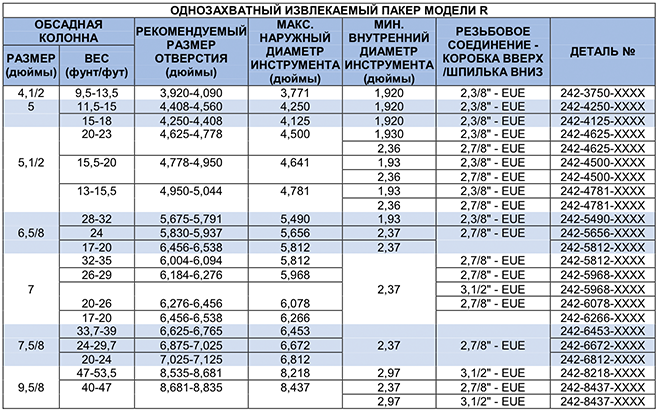 ОДНОЗАХВАТНЫЙ ИЗВЛЕКАЕМЫЙ ПАКЕР МОДЕЛИ R
ОБСАДНАЯ КОЛОННА РЕКОМЕНДУЕМЫЙ РАЗМЕР ОТВЕРСТИЯ (дюймы) МАКС. НАРУЖНЫЙ ДИАМЕТР ИНСТРУМЕНТА (дюймы) МИН. ВНУТРЕННИЙ ДИАМЕТР ИНСТРУМЕНТА (дюймы) РЕЗЬБОВОЕ СОЕДИНЕНИЕ - КОРОБКА ВВЕРХ /ШПИЛЬКА ВНИЗ ДЕТАЛЬ №
РАЗМЕР (дюймы) ВЕС (фунт/фут)
4,1/2 9,5-13,5 3,920-4,090 3,771 1,920 2,3/8" - EUE 242-3750-XXXX
5 11,5-15 4,408-4,560 4,250 1,920 2,3/8" - EUE 242-4250-XXXX
15-18 4,250-4,408 4,125 1,920 2,3/8" - EUE 242-4125-XXXX
5,1/2 20-23 4,625-4,778 4,500 1,930 2,3/8" - EUE 242-4625-XXXX
2,36 2,7/8" - EUE 242-4625-XXXX
15,5-20 4,778-4,950 4,641 1,93 2,3/8" - EUE 242-4500-XXXX
2,36 2,7/8" - EUE 242-4500-XXXX
13-15,5 4,950-5,044 4,781 1,93 2,3/8" - EUE 242-4781-XXXX
2,36 2,7/8" - EUE 242-4781-XXXX
6,5/8 28-32 5,675-5,791 5,490 1,93 2,3/8" - EUE 242-5490-XXXX
24 5,830-5,937 5,656 2,37 2,7/8" - EUE 242-5656-XXXX
17-20 6,456-6,538 5,812 2,37 242-5812-XXXX
7 32-35 6,004-6,094 5,812 2,37 2,7/8" - EUE 242-5812-XXXX
26-29 6,184-6,276 5,968 2,7/8" - EUE 242-5968-XXXX
3,1/2" - EUE 242-5968-XXXX
20-26 6,276-6,456 6,078 2,7/8" - EUE 242-6078-XXXX
17-20 6,456-6,538 6,266 242-6266-XXXX
7,5/8 33,7-39 6,625-6,765 6,453 2,37 2,7/8" - EUE 242-6453-XXXX
24-29,7 6,875-7,025 6,672 242-6672-XXXX
20-24 7,025-7,125 6,812 242-6812-XXXX
9,5/8 47-53,5 8,535-8,681 8,218 2,97 3,1/2" - EUE 242-8218-XXXX
40-47 8,681-8,835 8,437 2,37 2,7/8" - EUE 242-8437-XXXX
2,97 3,1/2" - EUE 242-8437-XXXX